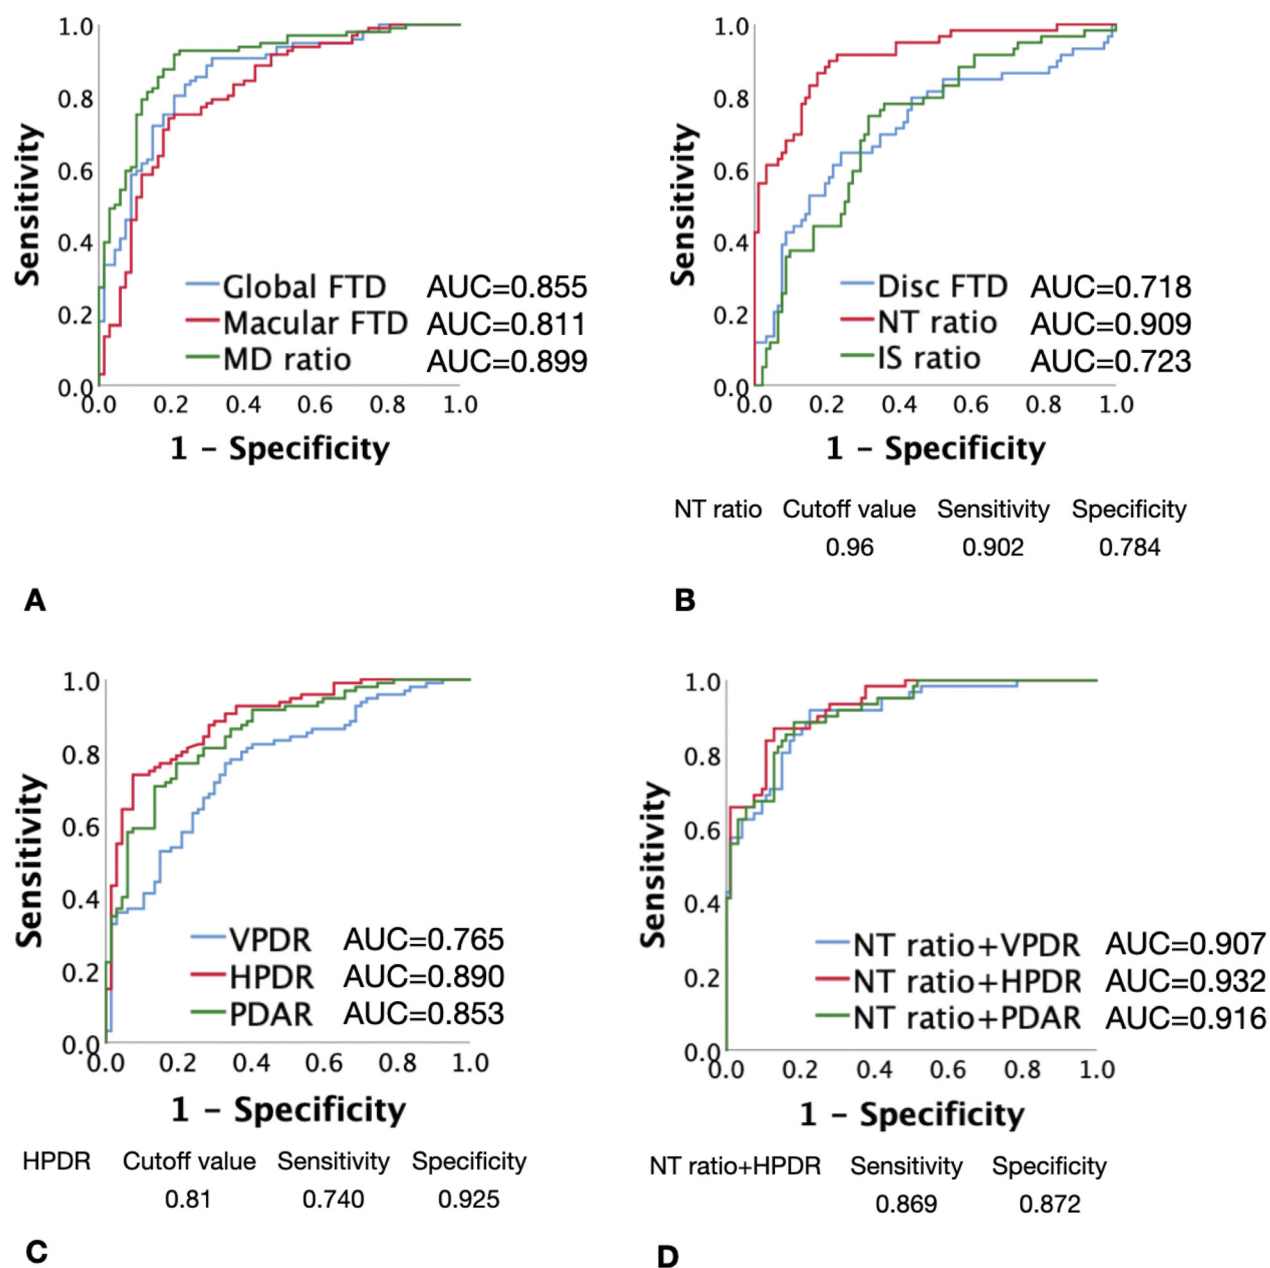 1.0
0.8
0.6
0.4
0.2
0.0
Sensitivity
Global FTD AUC=0.855
Macular FTD AUC=0.811
MD ratio AUC=0.899
0.0 0.2 0.4 0.6 0.8 1.0
1 – Specificity
A
1.0
0.8
0.6
0.4
0.2
0.0
Sensitivity
Disc FTD AUC=0.718
NT ratio AUC=0.909
IS ratio AUC=0.723
0.0 0.2 0.4 0.6 0.8 1.0
1 – Specificity
NT ratio Cutoff value Sensitivity Specificity
0.96 0.902 0.784
B
1.0
0.8
0.6
0.4
0.2
0.0
Sensitivity
VPDR AUC=0.765
HPDR AUC=0.890
PDAR AUC=0.853
0.0 0.2 0.4 0.6 0.8 1.0
1 – Specificity
HPDR Cutoff value Sensitivity Specificity
0.81 0.740 0.925
C
1.0
0.8
0.6
0.4
0.2
0.0
Sensitivity
NT ratio+VPDR AUC=0.907
NT ratio+HPDR AUC=0.932
NT ratio+PDAR AUC=0.916
0.0 0.2 0.4 0.6 0.8 1.0
1 – Specificity
NT ratio+HPDR Sensitivity Specificity
0.869 0.872
D